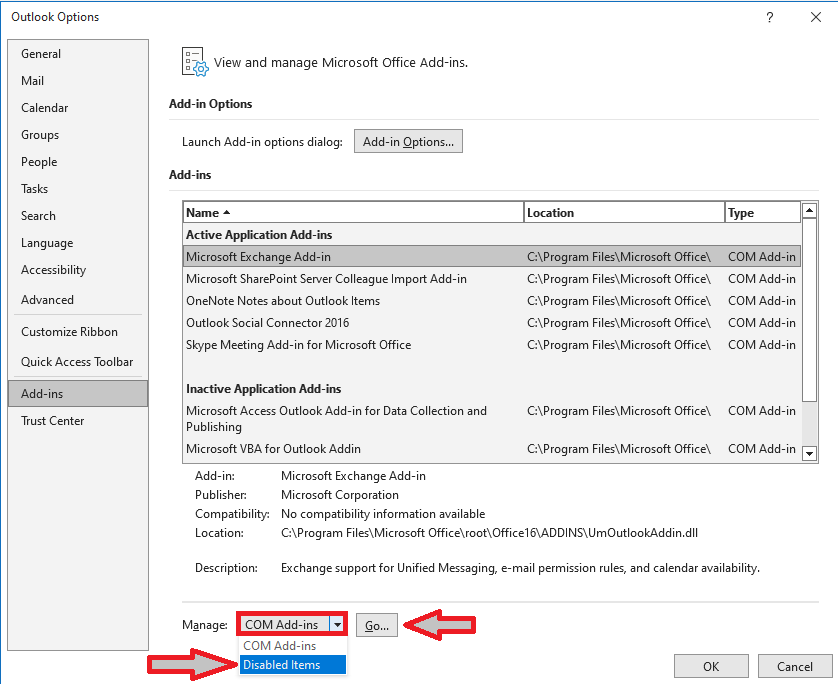 Outlook Options
?
General
Mail
Calendar
Groups
People
Tasks
Search
Language
Accessibility
Advanced
Customize Ribbon
Quick Access Toolbar
Add-ins
Trust Center
View and manage Microsoft Office Add-ins.
Add-in Options
Launch Add-in options dialog: Add-in Options...
Add-ins
Name Location Type
Active Application Add-ins
Microsoft Exchange Add-in C:\Program Files\Microsoft Office\ COM Add-in
Microsoft SharePoint Server Colleague Import Add-in C:\Program Files\Microsoft Office\ COM Add-in
OneNote Notes about Outlook Items C:\Program Files\Microsoft Office\ COM Add-in
Outlook Social Connector 2016 C:\Program Files\Microsoft Office\ COM Add-in
Skype Meeting Add-in for Microsoft Office C:\Program Files\Microsoft Office\ COM Add-in
Inactive Application Add-ins
Microsoft Access Outlook Add-in for Data Collection and C:\Program Files\Microsoft Office\ COM Add-in
Publishing
Microsoft VBA for Outlook Addin C:\Program Files\Microsoft Office\ COM Add-in
Add-in: Microsoft Exchange Add-in
Publisher: Microsoft Corporation
Compatibility: No compatibility information available
Location: C:\Program Files\Microsoft Office\root\Office16\ADDINS\UmOutlookAddin.dll
Description: Exchange support for Unified Messaging, e-mail permission rules, and calendar availability.
Manage: COM Add-ins Go...
COM Add-ins
Disabled Items
OK Cancel